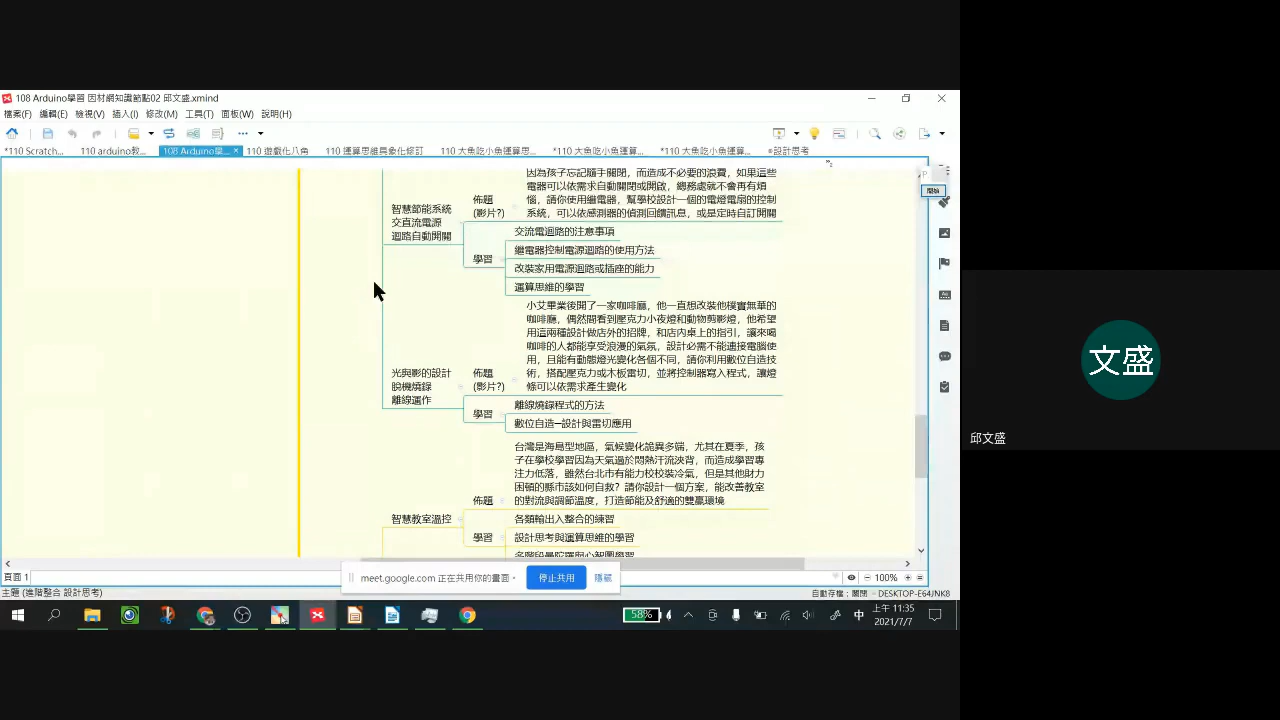 108 Arduino學習 因材網知識節點02 邱文盛.xmind
檔案(F) 編輯(E) 檢視(V) 插入(I) 修改(M) 工具(T) 面板(W) 說明(H)
*110 Scratch... 110 arduino教... 108 Arduino學... 110 遊戲化八角 110 運算思維具象化修訂 110 大魚吃小魚運算思... *110 大魚吃小魚運算... *110 大魚吃小魚運算... 設計思考
因為孩子忘記隨手關閉，而造成不必要的浪費，如果這些
電器可以依需求自動關閉或開啟，總務處就不會再有煩
惱，請你使用繼電器，幫學校設計一個的電燈電扇的控制
系統，可以依感測器的偵測回饋訊息，或是定時自訂開關
佈題
(影片?)
智慧節能系統
交直流電源
迴路自動開關
學習
交流電迴路的注意事項
繼電器控制電源迴路的使用方法
改裝家用電源迴路或插座的能力
運算思維的學習
小艾畢業後開了一家咖啡廳，他一直想改裝他樸實無華的
咖啡廳，偶然間看到壓克力小夜燈和動物剪影燈，他希望
用這兩種設計做店外的招牌，和店內桌上的指引，讓來喝
咖啡的人都能享受浪漫的氣氛，設計必需不能連接電腦使
用，且能有動態燈光變化各個不同，請你利用數位自造技
術，搭配壓克力或木板雷切，並將控制器寫入程式，讓燈
條可以依需求產生變化
佈題
(影片?)
光與影的設計
脫機燒錄
離線運作
學習
離線燒錄程式的方法
數位自造—設計與雷切應用
台灣是海島型地區，氣候變化詭異多端，尤其在夏季，孩
子在學校學習因為天氣過於悶熱汗流浹背，而造成學習專
注力低落，雖然台北市有能力校校裝冷氣，但是其他財力
困頓的縣市該如何自救？請你設計一個方案，能改善教室
的對流與調節溫度，打造節能及舒適的雙贏環境
佈題
智慧教室溫控
學習
各類輸出入整合的練習
設計思考與運算思維的學習
多階段曼陀羅與心智圖學習
開始
頁面 1
100%
meet.google.com 正在共用你的畫面。
停止共用
隱藏
主題 (進階整合 設計思考)
自動存檔：關閉
DESKTOP-E64JNK8
58%
中
上午 11:35
2021/7/7
文盛
邱文盛